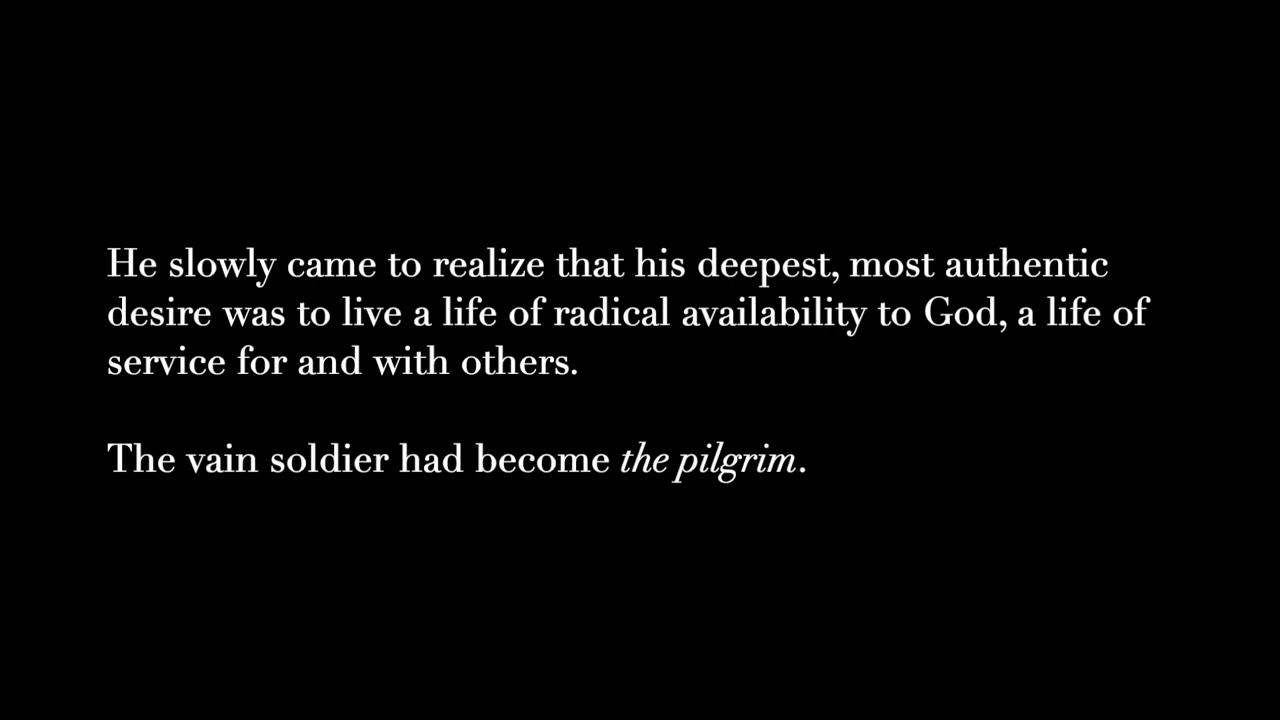 He slowly came to realize that his deepest, most authentic
desire was to live a life of radical availability to God, a life of
service for and with others.
The vain soldier had become the pilgrim.